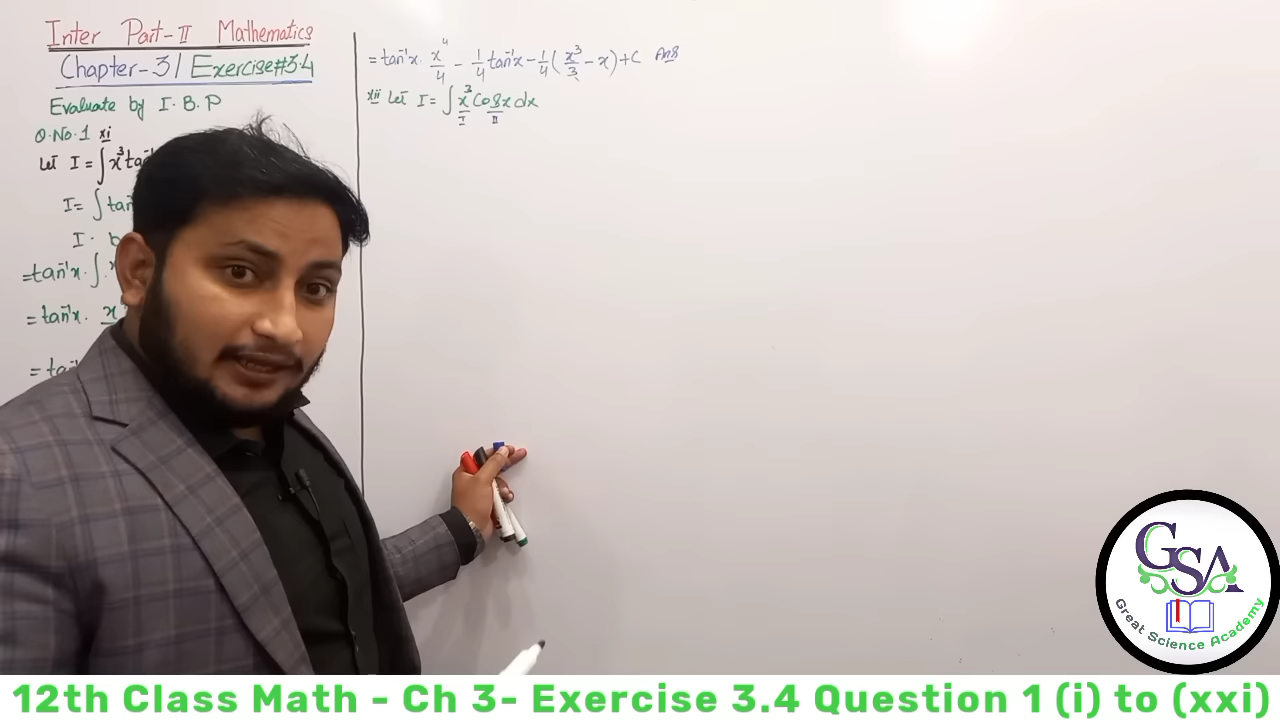 Inter Part-II Mathematics
Chapter-3 / Exercise#3.4
Evaluate by I.B.P
Q.No.1 xi
Let I = ∫x³ta
I = ∫ tan
I. b
= tan⁻¹x · ∫
= tan⁻¹x · x
= ta
= tan⁻¹x · x⁴/4 - 1/4 tan⁻¹x - 1/4 (x³/3 - x) + C Ans
xii Let I = ∫ x³ Cos x dx
I II
GSA
Great Science Academy
12th Class Math - Ch 3- Exercise 3.4 Question 1 (i) to (xxi)